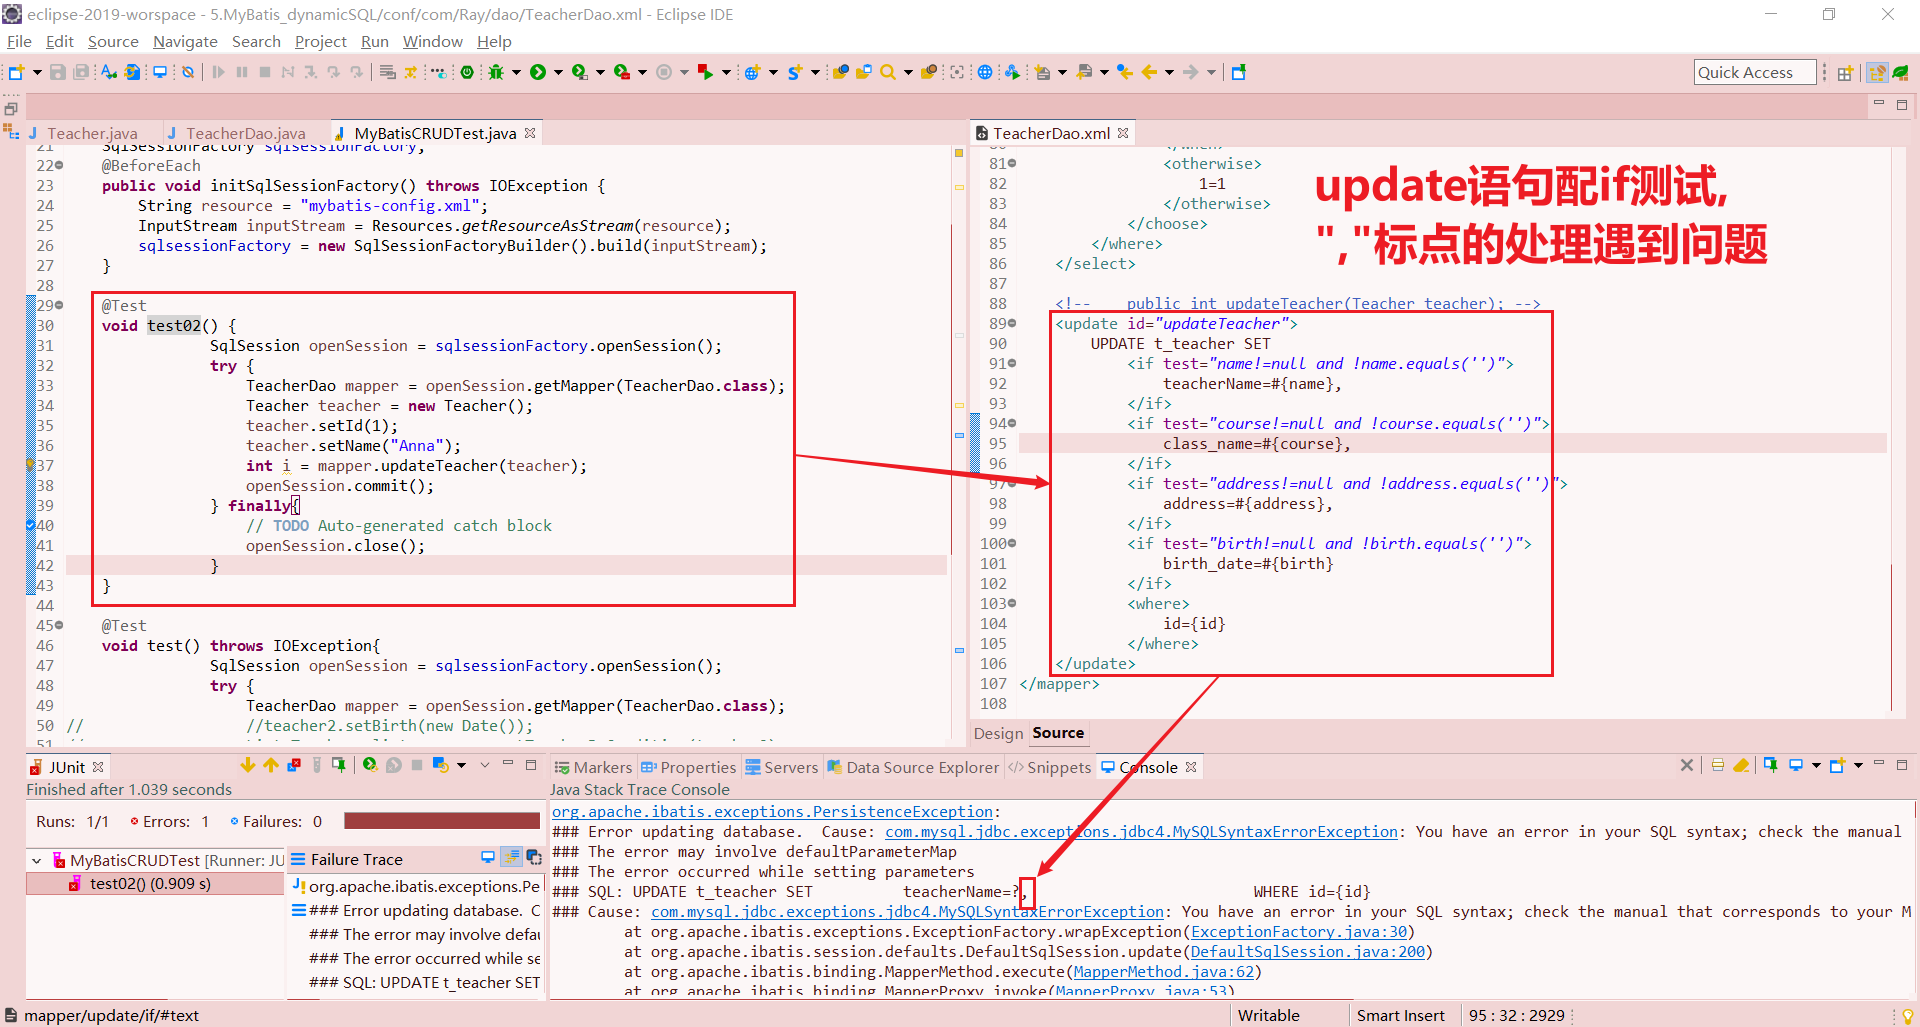 eclipse-2019-worspace - 5.MyBatis_dynamicSQL/conf/com/Ray/dao/TeacherDao.xml - Eclipse IDE
File Edit Source Navigate Search Project Run Window Help
Quick Access
Teacher.java TeacherDao.java MyBatisCRUDTest.java
21 SqlSessionFactory sqlsessionFactory;
22 @BeforeEach
23 public void initSqlSessionFactory() throws IOException {
24 String resource = "mybatis-config.xml";
25 InputStream inputStream = Resources.getResourceAsStream(resource);
26 sqlsessionFactory = new SqlSessionFactoryBuilder().build(inputStream);
27 }
28
29 @Test
30 void test02() {
31 SqlSession openSession = sqlsessionFactory.openSession();
32 try {
33 TeacherDao mapper = openSession.getMapper(TeacherDao.class);
34 Teacher teacher = new Teacher();
35 teacher.setId(1);
36 teacher.setName("Anna");
37 int i = mapper.updateTeacher(teacher);
38 openSession.commit();
39 } finally{
40 // TODO Auto-generated catch block
41 openSession.close();
42 }
43 }
44
45 @Test
46 void test() throws IOException{
47 SqlSession openSession = sqlsessionFactory.openSession();
48 try {
49 TeacherDao mapper = openSession.getMapper(TeacherDao.class);
50 // //teacher2.setBirth(new Date());
51
TeacherDao.xml
80 </when>
81 <otherwise>
82 1=1
83 </otherwise>
84 </choose>
85 </where>
86 </select>
87
88 <!-- public int updateTeacher(Teacher teacher); -->
89 <update id="updateTeacher">
90 UPDATE t_teacher SET
91 <if test="name!=null and !name.equals('')">
92 teacherName=#{name},
93 </if>
94 <if test="course!=null and !course.equals('')">
95 class_name=#{course},
96 </if>
97 <if test="address!=null and !address.equals('')">
98 address=#{address},
99 </if>
100 <if test="birth!=null and !birth.equals('')">
101 birth_date=#{birth}
102 </if>
103 <where>
104 id={id}
105 </where>
106 </update>
107 </mapper>
108
update语句配if测试,
","标点的处理遇到问题
Design Source
JUnit
Finished after 1.039 seconds
Runs: 1/1 Errors: 1 Failures: 0
MyBatisCRUDTest [Runner: JU
test02() (0.909 s)
Failure Trace
org.apache.ibatis.exceptions.Pe
### Error updating database. C
### The error may involve defau
### The error occurred while se
### SQL: UPDATE t_teacher SET
Markers Properties Servers Data Source Explorer Snippets Console
Java Stack Trace Console
org.apache.ibatis.exceptions.PersistenceException:
### Error updating database. Cause: com.mysql.jdbc.exceptions.jdbc4.MySQLSyntaxErrorException: You have an error in your SQL syntax; check the manual
### The error may involve defaultParameterMap
### The error occurred while setting parameters
### SQL: UPDATE t_teacher SET teacherName=?, WHERE id={id}
### Cause: com.mysql.jdbc.exceptions.jdbc4.MySQLSyntaxErrorException: You have an error in your SQL syntax; check the manual that corresponds to your M
at org.apache.ibatis.exceptions.ExceptionFactory.wrapException(ExceptionFactory.java:30)
at org.apache.ibatis.session.defaults.DefaultSqlSession.update(DefaultSqlSession.java:200)
at org.apache.ibatis.binding.MapperMethod.execute(MapperMethod.java:62)
at org.apache.ibatis.binding.MapperProxy.invoke(MapperProxy.java:53)
mapper/update/if/#text
Writable Smart Insert 95 : 32 : 2929